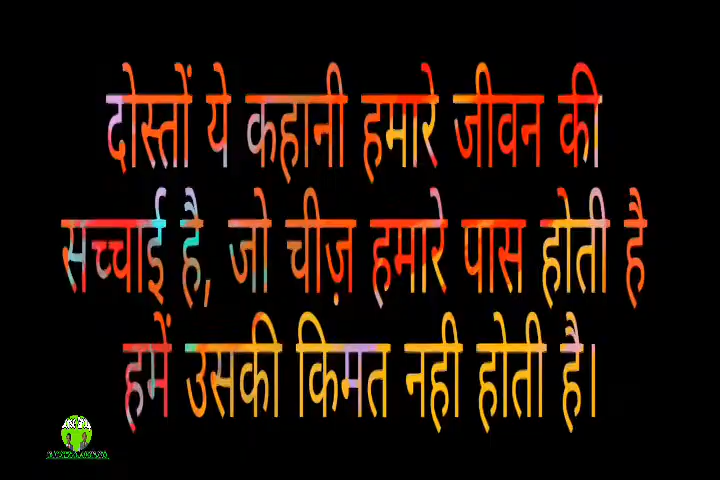 दोस्तों ये कहानी हमारे जीवन की
सच्चाई है, जो चीज़ हमारे पास होती है
हमें उसकी किमत नही होती है।